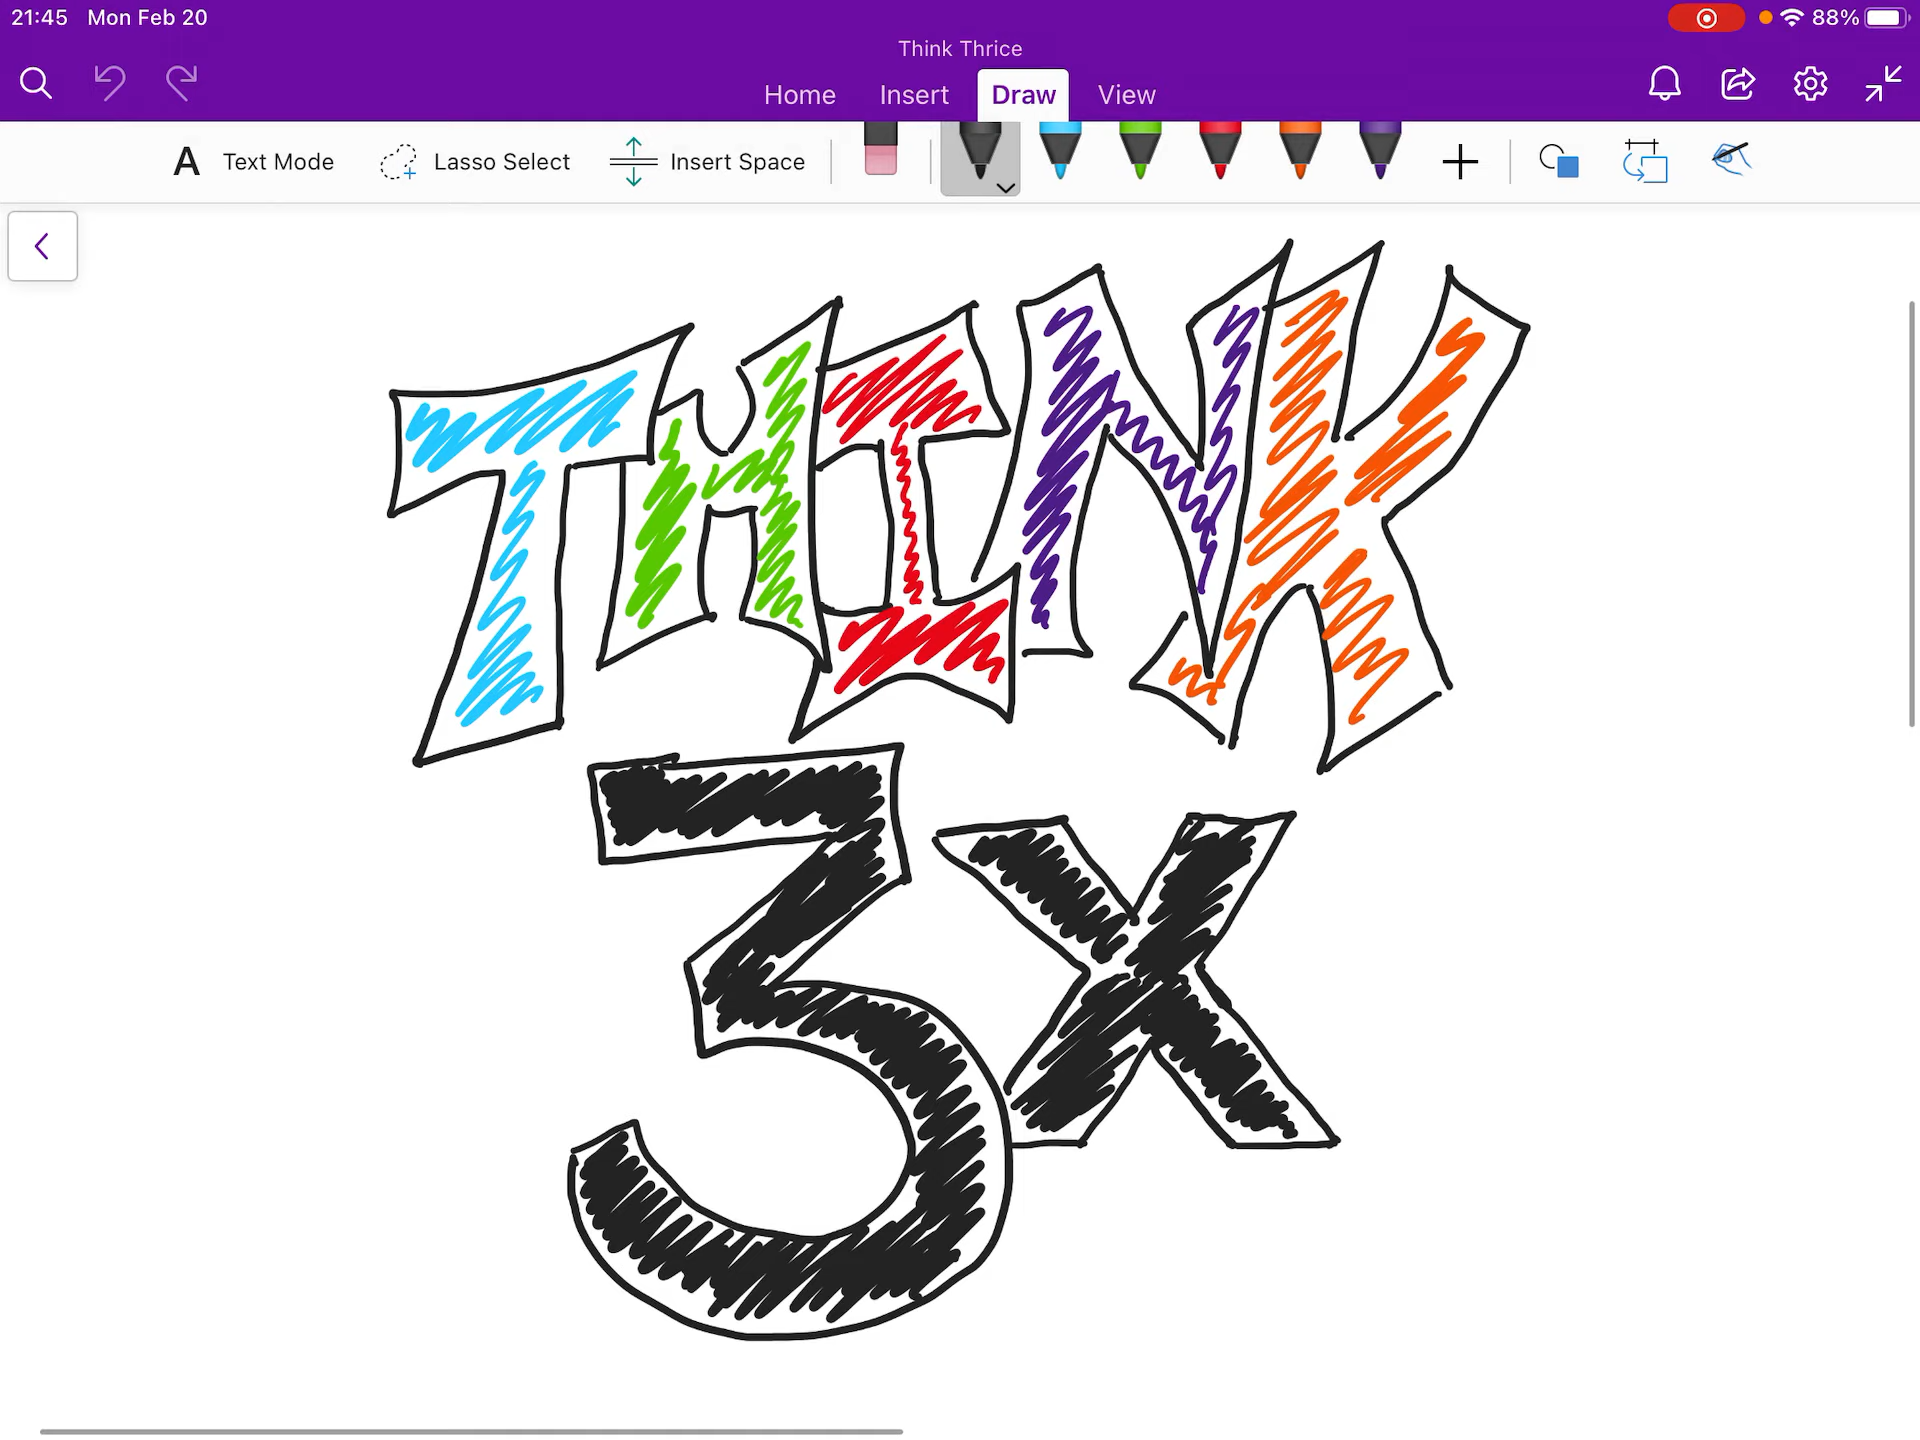 21:45 Mon Feb 20
88%
Think Thrice
Home Insert Draw View
A Text Mode Lasso Select Insert Space
THINK
3X